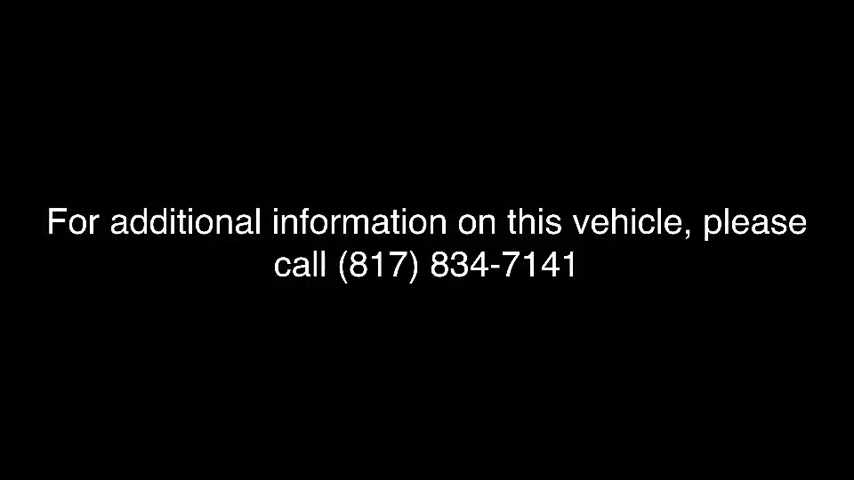 For additional information on this vehicle, please
call (817) 834-7141